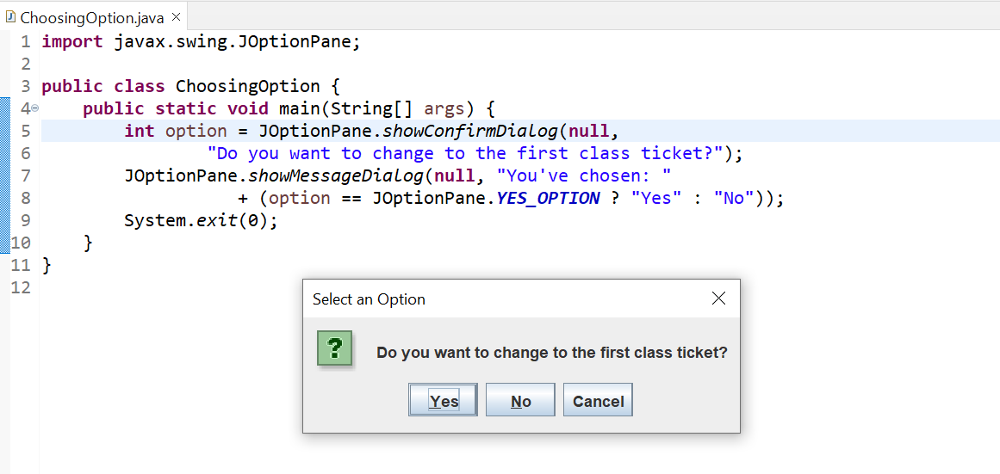 ChoosingOption.java
1 import javax.swing.JOptionPane;
2
3 public class ChoosingOption {
4 public static void main(String[] args) {
5 int option = JOptionPane.showConfirmDialog(null,
6 "Do you want to change to the first class ticket?");
7 JOptionPane.showMessageDialog(null, "You've chosen: "
8 + (option == JOptionPane.YES_OPTION ? "Yes" : "No"));
9 System.exit(0);
10 }
11 }
12
Select an Option
? Do you want to change to the first class ticket?
Yes No Cancel